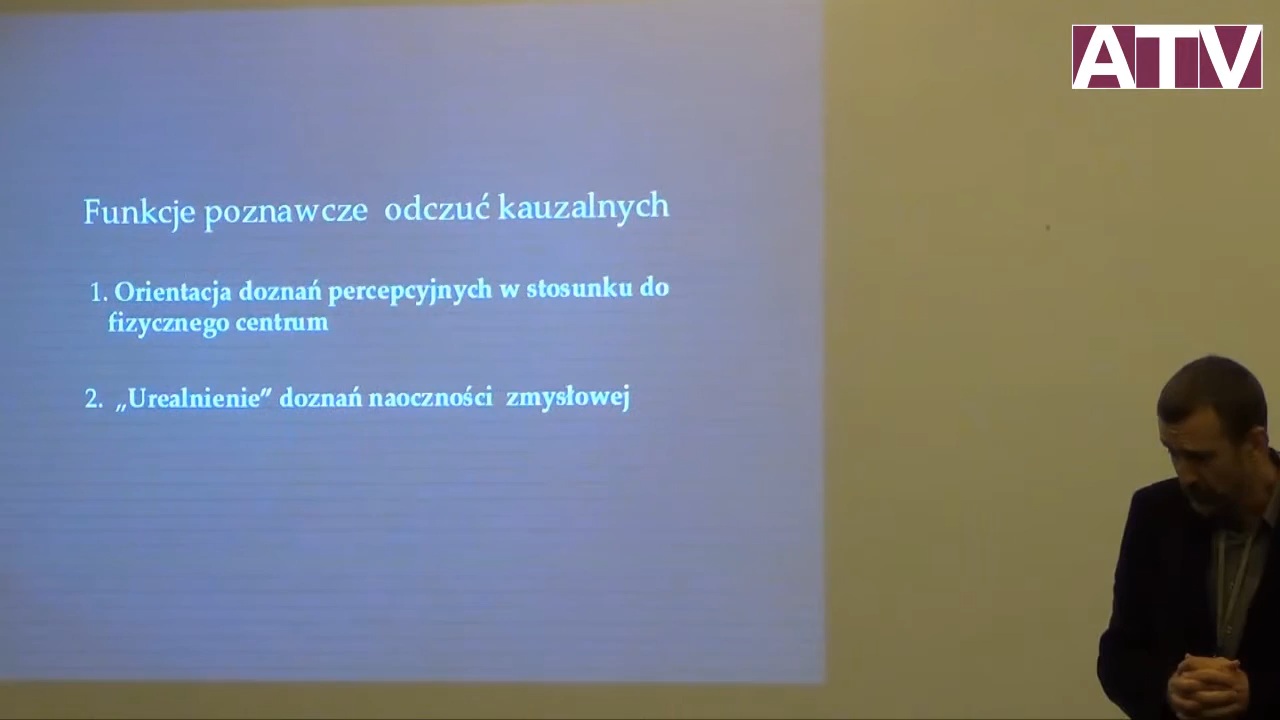 ATV
Funkcje poznawcze odczuć kauzalnych
1. Orientacja doznań percepcyjnych w stosunku do
fizycznego centrum
2. „Urealnienie” doznań naoczności zmysłowej